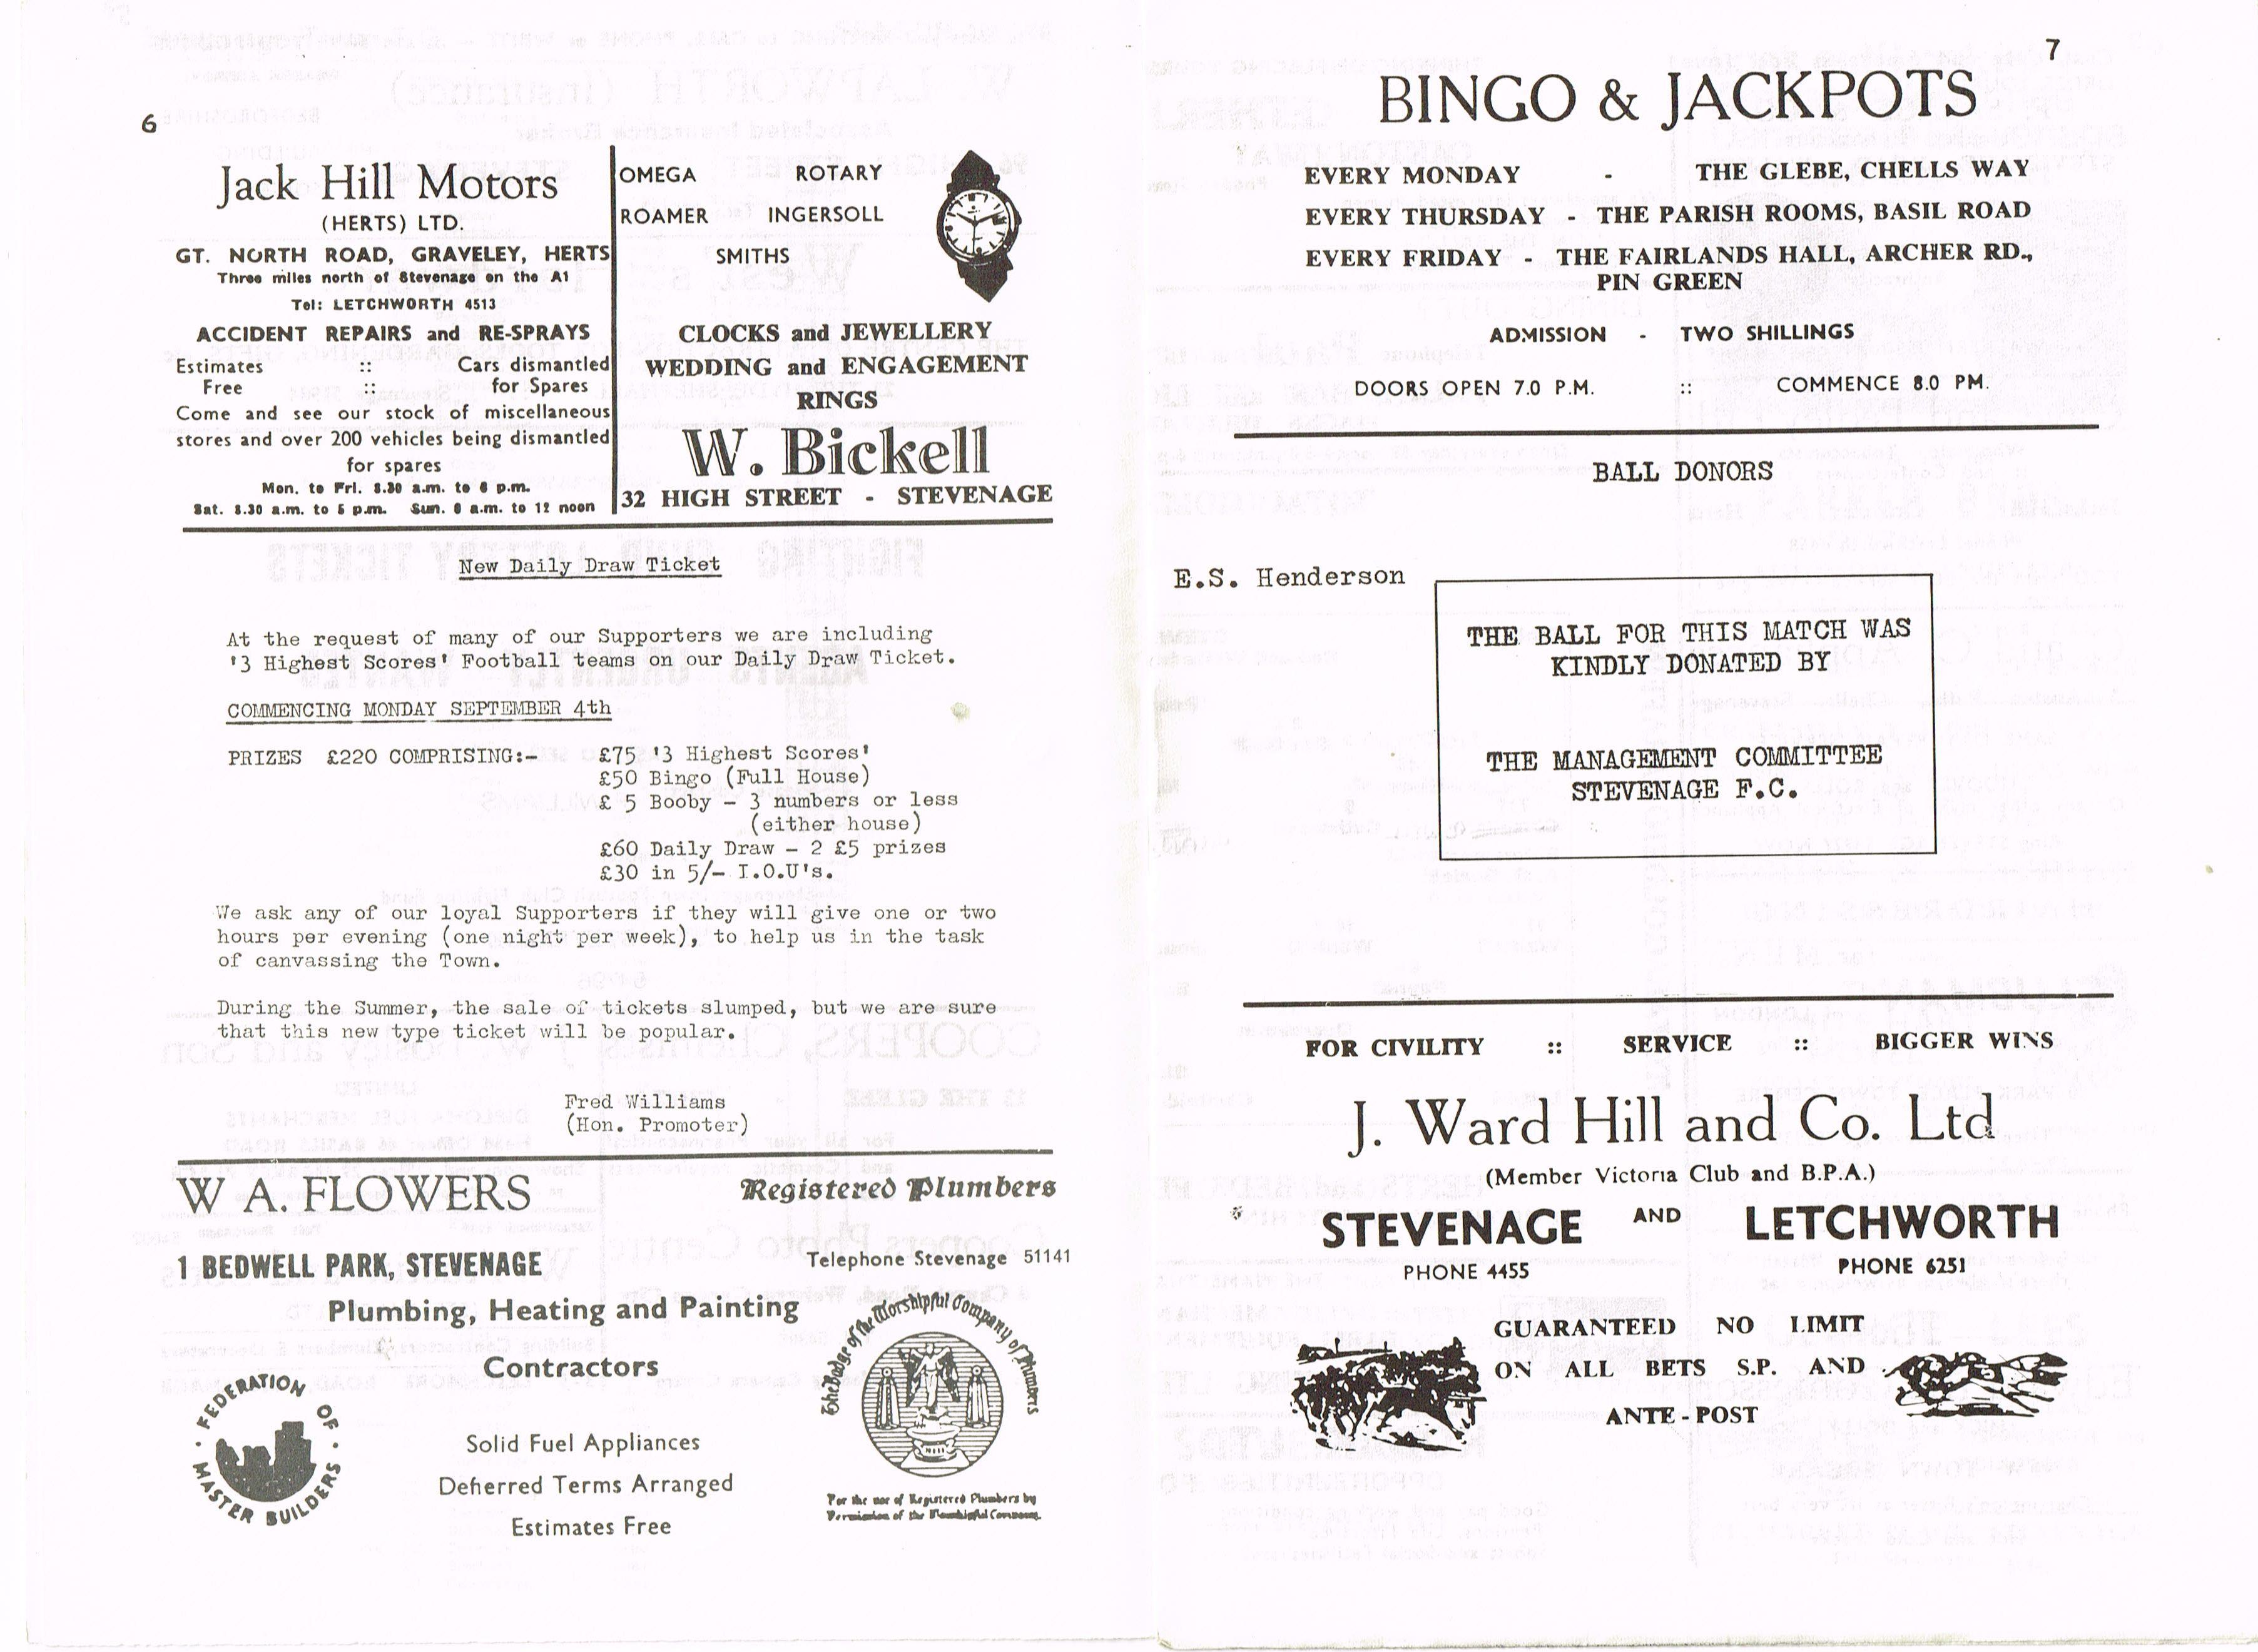 6
Jack Hill Motors
(HERTS) LTD.
GT. NORTH ROAD, GRAVELEY, HERTS
Three miles north of Stevenage on the A1
Tel: LETCHWORTH 4513
ACCIDENT REPAIRS and RE-SPRAYS
Estimates :: Cars dismantled
Free :: for Spares
Come and see our stock of miscellaneous
stores and over 200 vehicles being dismantled
for spares
Mon. to Fri. 8.30 a.m. to 6 p.m.
Sat. 8.30 a.m. to 5 p.m. Sun. 9 a.m. to 12 noon
OMEGA ROTARY
ROAMER INGERSOLL
SMITHS
CLOCKS and JEWELLERY
WEDDING and ENGAGEMENT
RINGS
W. Bickell
32 HIGH STREET - STEVENAGE
New Daily Draw Ticket
At the request of many of our Supporters we are including
'3 Highest Scores' Football teams on our Daily Draw Ticket.
COMMENCING MONDAY SEPTEMBER 4th
PRIZES £220 COMPRISING:- £75 '3 Highest Scores'
£50 Bingo (Full House)
£ 5 Booby - 3 numbers or less
(either house)
£60 Daily Draw - 2 £5 prizes
£30 in 5/- I.O.U's.
We ask any of our loyal Supporters if they will give one or two
hours per evening (one night per week), to help us in the task
of canvassing the Town.
During the Summer, the sale of tickets slumped, but we are sure
that this new type ticket will be popular.
Fred Williams
(Hon. Promoter)
W A. FLOWERS
Registered Plumbers
1 BEDWELL PARK, STEVENAGE
Telephone Stevenage 51141
Plumbing, Heating and Painting
Contractors
FEDERATION OF
MASTER BUILDERS
Solid Fuel Appliances
Deferred Terms Arranged
Estimates Free
The Badge of the Worshipful Company of Plumbers
For the use of Registered Plumbers by
Permission of the Worshipful Company.
7
BINGO & JACKPOTS
EVERY MONDAY - THE GLEBE, CHELLS WAY
EVERY THURSDAY - THE PARISH ROOMS, BASIL ROAD
EVERY FRIDAY - THE FAIRLANDS HALL, ARCHER RD.,
PIN GREEN
ADMISSION - TWO SHILLINGS
DOORS OPEN 7.0 P.M. :: COMMENCE 8.0 PM.
BALL DONORS
E.S. Henderson
THE BALL FOR THIS MATCH WAS
KINDLY DONATED BY
THE MANAGEMENT COMMITTEE
STEVENAGE F.C.
FOR CIVILITY :: SERVICE :: BIGGER WINS
J. Ward Hill and Co. Ltd
(Member Victoria Club and B.P.A.)
STEVENAGE AND LETCHWORTH
PHONE 4455 PHONE 6251
GUARANTEED NO LIMIT
ON ALL BETS S.P. AND
ANTE-POST